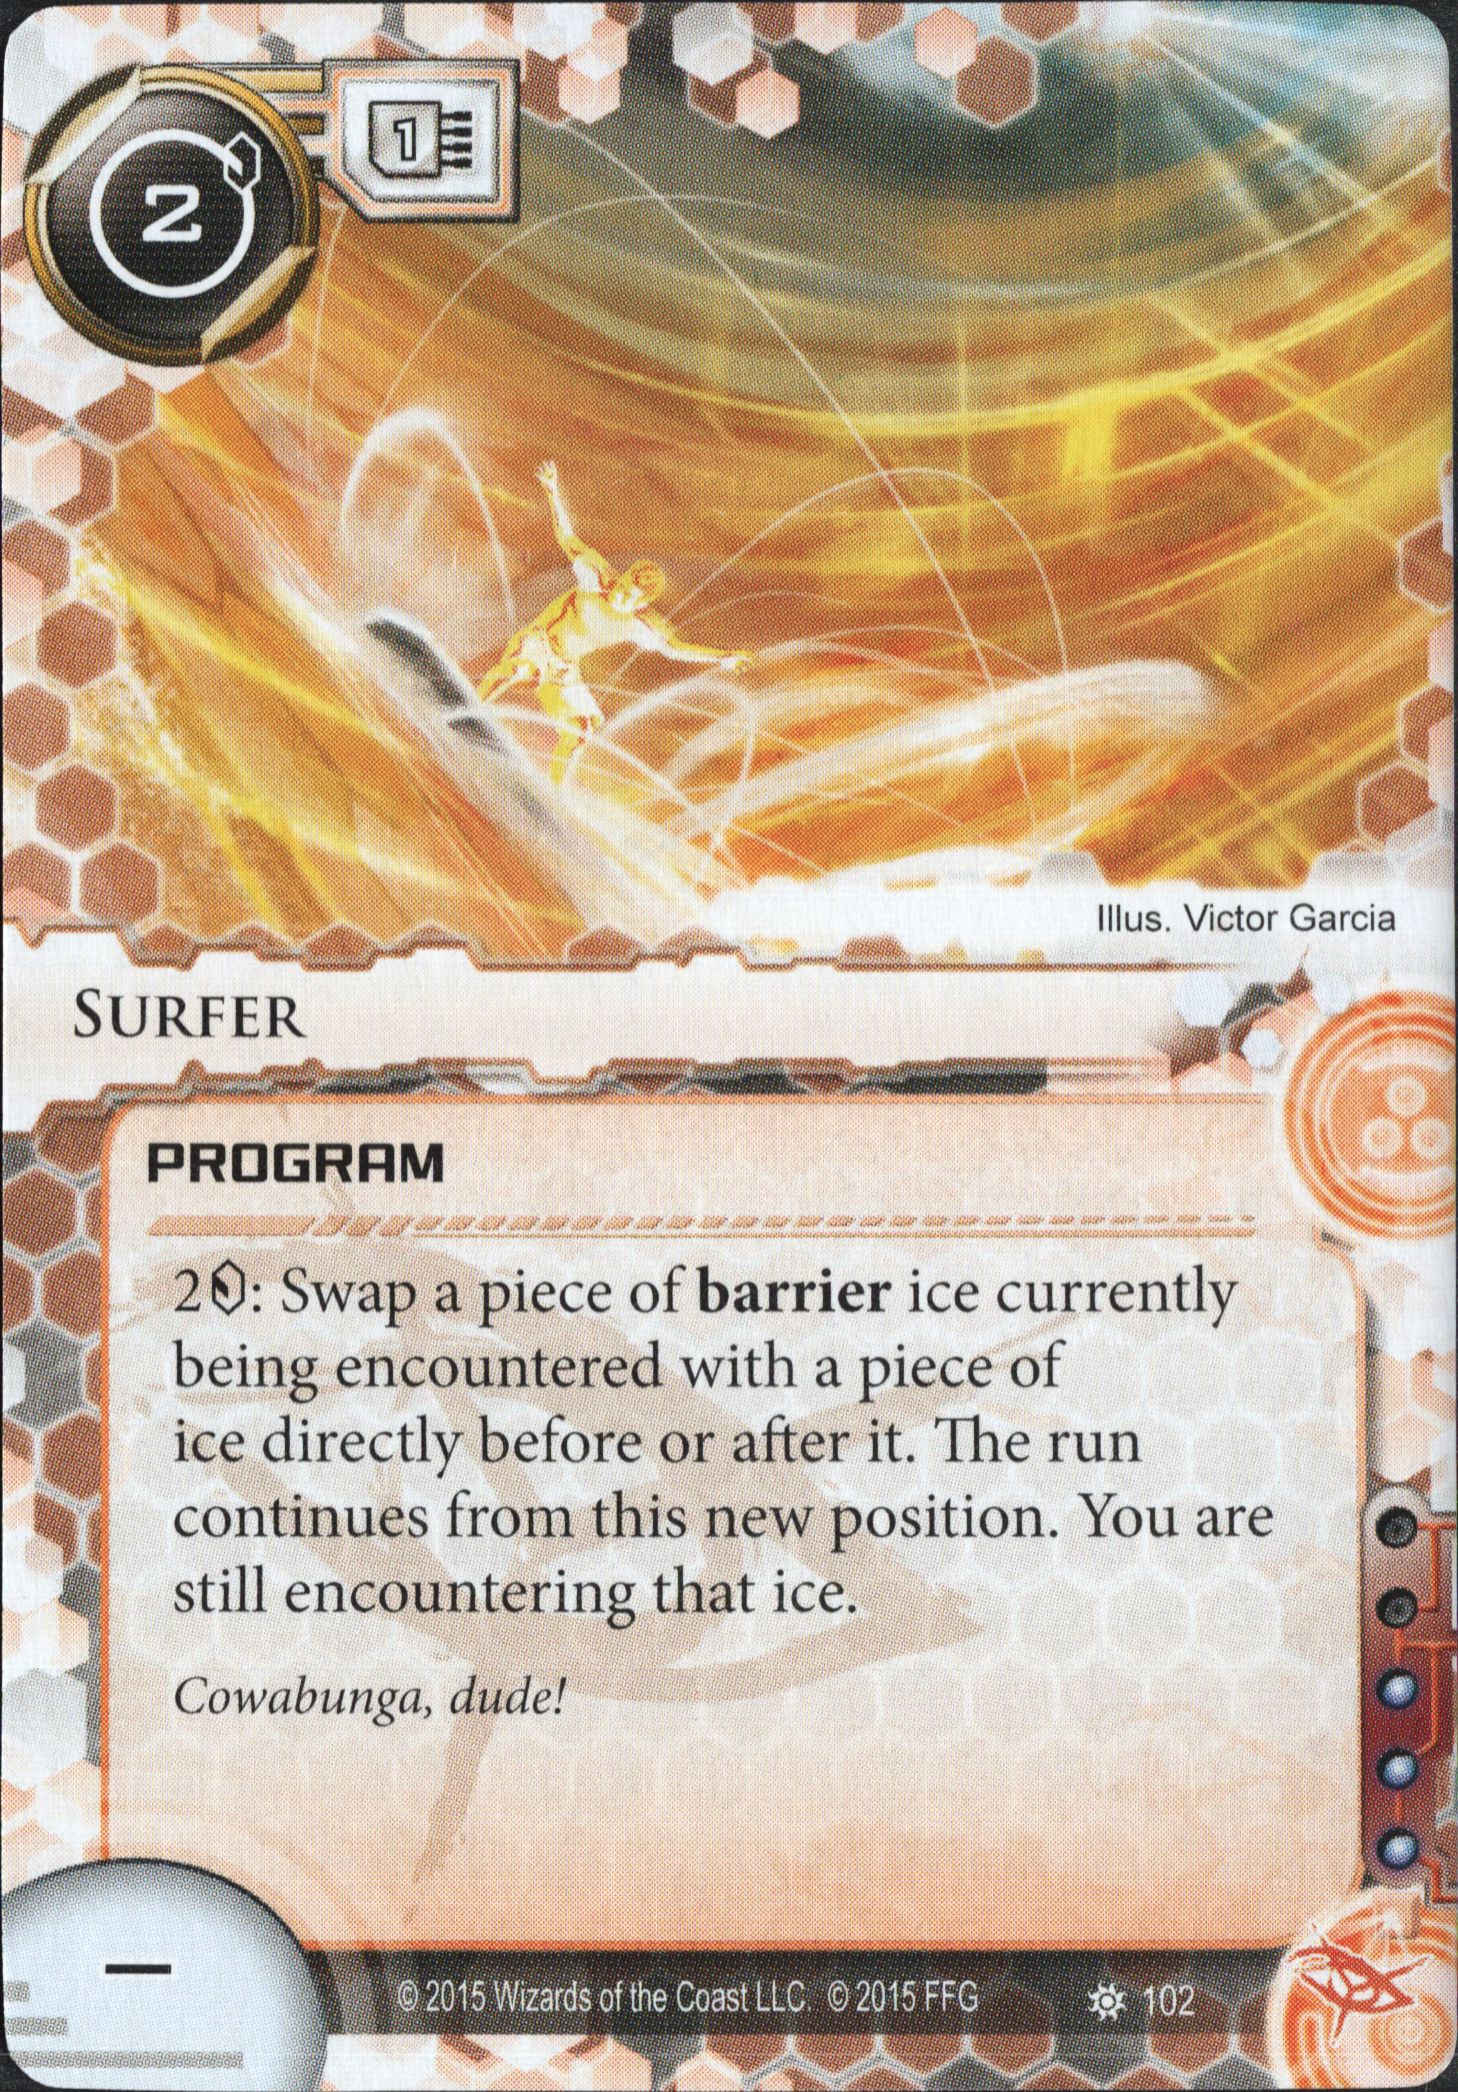 2
1
Illus. Victor Garcia
SURFER
PROGRAM
2: Swap a piece of barrier ice currently
being encountered with a piece of
ice directly before or after it. The run
continues from this new position. You are
still encountering that ice.
Cowabunga, dude!
–
© 2015 Wizards of the Coast LLC. © 2015 FFG
102